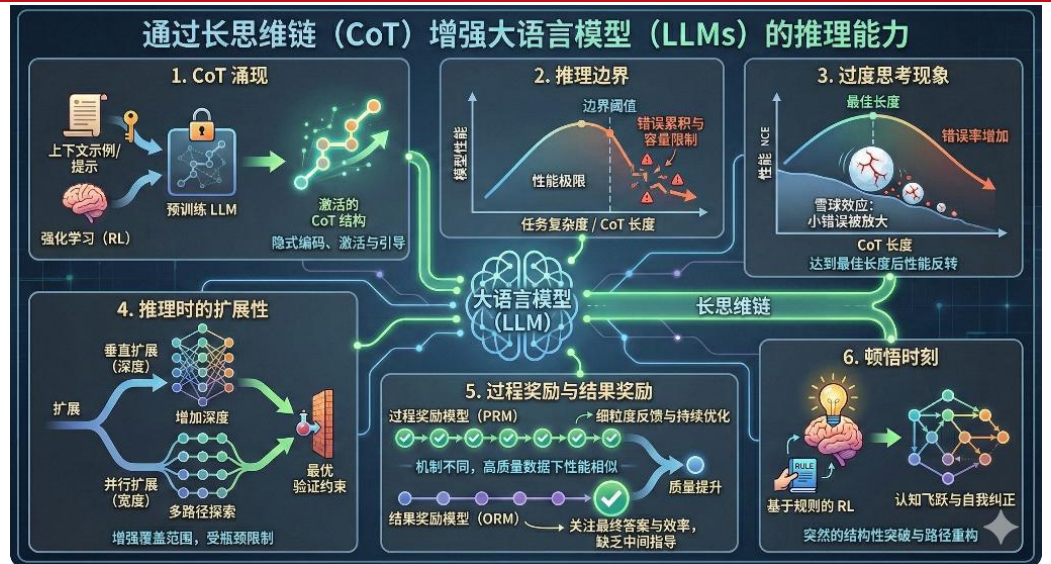 通过长思维链（CoT）增强大语言模型（LLMs）的推理能力
1. CoT 涌现
上下文示例/
提示
强化学习（RL）
预训练 LLM
激活的
CoT 结构
隐式编码、激活与引导
2. 推理边界
模型性能
边界阈值
错误累积与
容量限制
性能极限
任务复杂度 / CoT 长度
3. 过度思考现象
性能 NCE
最佳长度
错误率增加
雪球效应：
小错误被放大
CoT 长度
达到最佳长度后性能反转
大语言模型
（LLM）
长思维链
4. 推理时的扩展性
垂直扩展
（深度）
增加深度
扩展
并行扩展
（宽度）
多路径探索
最优
验证约束
增强覆盖范围，受瓶颈限制
5. 过程奖励与结果奖励
过程奖励模型（PRM）
细粒度反馈与持续优化
机制不同，高质量数据下性能相似
质量提升
结果奖励模型（ORM）
关注最终答案与效率，
缺乏中间指导
6. 顿悟时刻
RULE
基于规则的 RL
认知飞跃与自我纠正
突然的结构性突破与路径重构